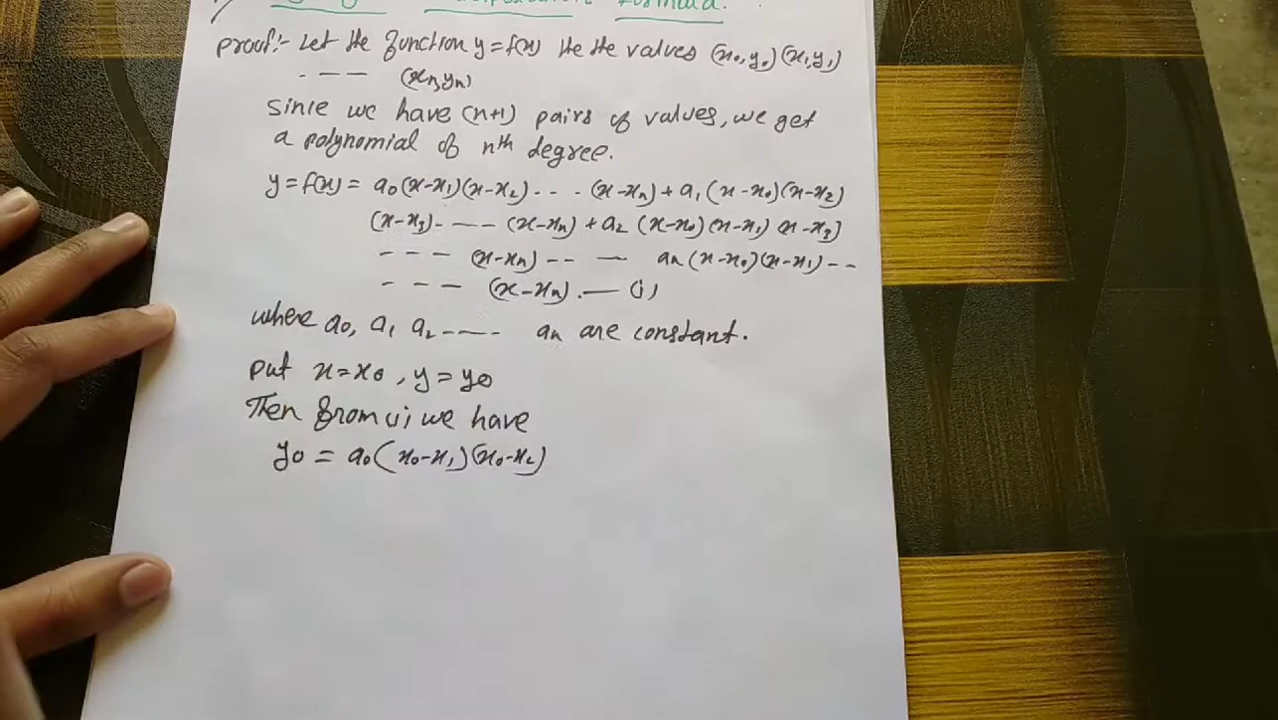 formula.
proof:- Let the function y=f(x) the the values (x₀,y₀)(x₁,y₁)
. - - - (xₙ,yₙ)
since we have (n+1) pairs of values, we get
a polynomial of nth degree.
y=f(x)= a₀(x-x₁)(x-x₂)- - - (x-xₙ)+a₁(x-x₀)(x-x₂)
(x-x₃)- - - - (x-xₙ)+a₂(x-x₀)(x-x₁)(x-x₃)
- - - (x-xₙ)- - - aₙ(x-x₀)(x-x₁)- -
- - - (x-xₙ).—(i)
where a₀, a₁ a₂ - - - - aₙ are constant.
put x=x₀, y=y₀
Then from (i) we have
y₀ = a₀(x₀-x₁)(x₀-x₂)